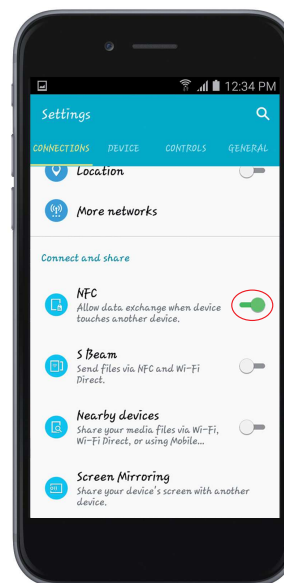 12:34 PM
Settings
CONNECTIONS DEVICE CONTROLS GENERAL
Location
More networks
Connect and share
NFC
Allow data exchange when device
touches another device.
S Beam
Send files via NFC and Wi-Fi
Direct.
Nearby devices
Share your media files via Wi-Fi,
Wi-Fi Direct, or using Mobile...
Screen Mirroring
Share your device's screen with another
device.